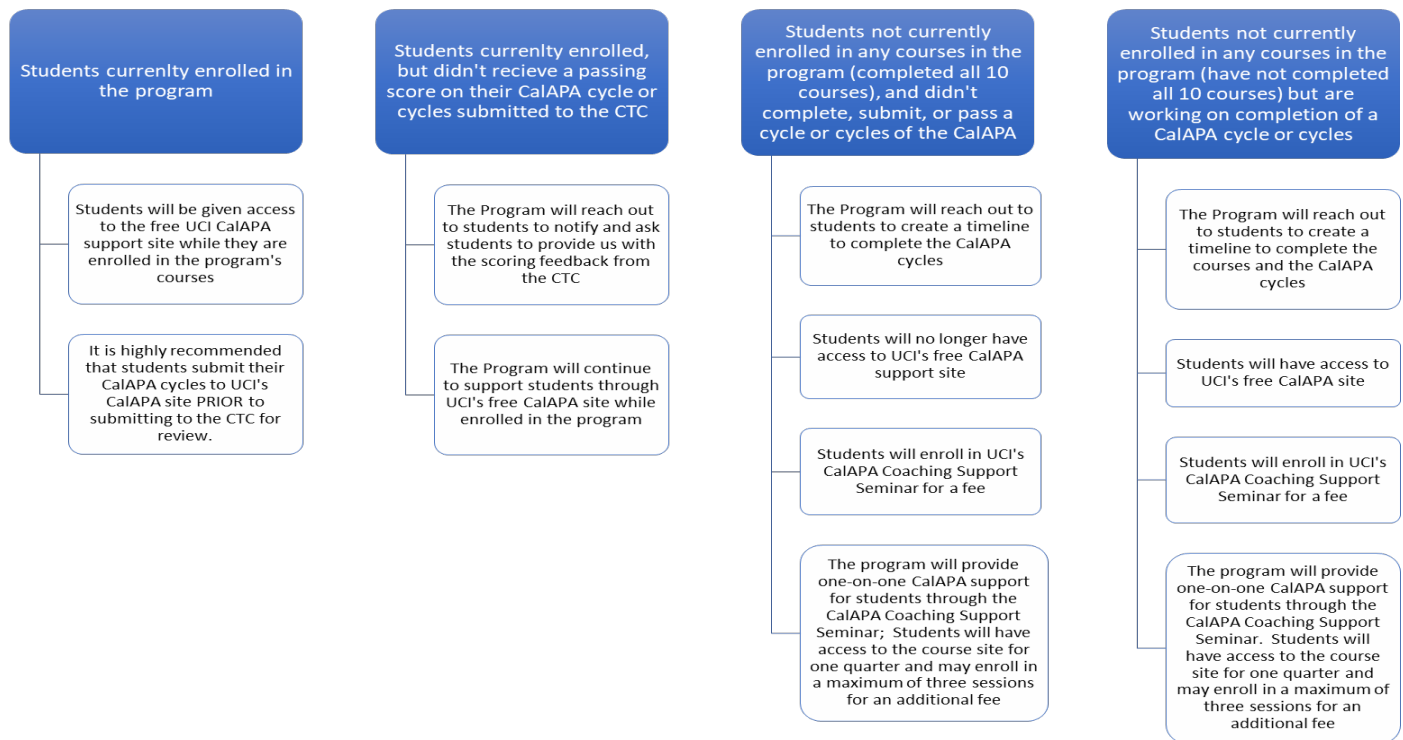 Students currenlty enrolled in
the program
Students will be given access
to the free UCI CalAPA
support site while they are
enrolled in the program's
courses
It is highly recommended
that students submit their
CalAPA cycles to UCI's
CalAPA site PRIOR to
submitting to the CTC for
review.
Students currenlty enrolled,
but didn't recieve a passing
score on their CalAPA cycle or
cycles submitted to the CTC
The Program will reach out
to students to notify and ask
students to provide us with
the scoring feedback from
the CTC
The Program will continue
to support students through
UCI's free CalAPA site while
enrolled in the program
Students not currently
enrolled in any courses in the
program (completed all 10
courses), and didn't
complete, submit, or pass a
cycle or cycles of the CalAPA
The Program will reach out to
students to create a timeline
to complete the CalAPA
cycles
Students will no longer have
access to UCI's free CalAPA
support site
Students will enroll in UCI's
CalAPA Coaching Support
Seminar for a fee
The program will provide
one-on-one CalAPA support
for students through the
CalAPA Coaching Support
Seminar; Students will have
access to the course site for
one quarter and may enroll in
a maximum of three sessions
for an additional fee
Students not currently
enrolled in any courses in the
program (have not completed
all 10 courses) but are
working on completion of a
CalAPA cycle or cycles
The Program will reach out
to students to create a
timeline to complete the
courses and the CalAPA
cycles
Students will have access to
UCI's free CalAPA site
Students will enroll in UCI's
CalAPA Coaching Support
Seminar for a fee
The program will provide
one-on-one CalAPA support
for students through the
CalAPA Coaching Support
Seminar. Students will
have access to the course
site for one quarter and
may enroll in a maximum of
three sessions for an
additional fee